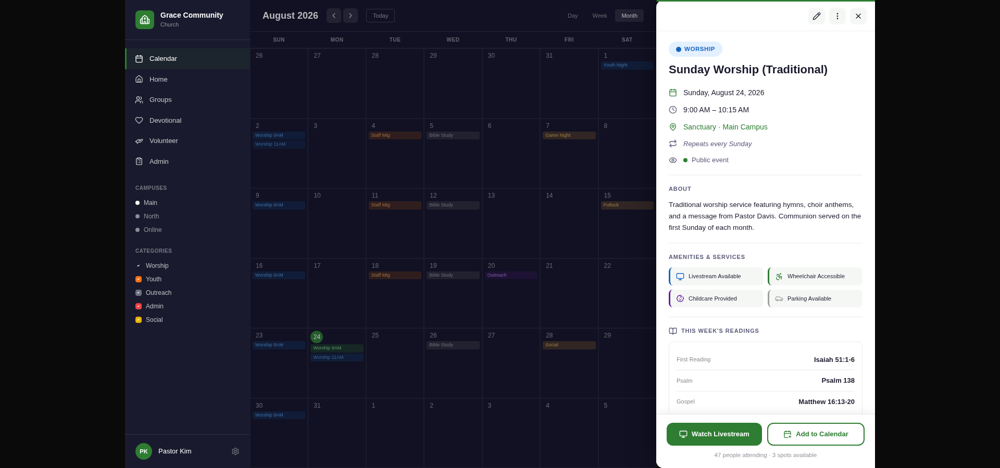 Grace Community
Church
Calendar
Home
Groups
Devotional
Volunteer
Admin
CAMPUSES
Main
North
Online
CATEGORIES
Worship
Youth
Outreach
Admin
Social
PK
Pastor Kim
August 2026
Today
Day
Week
Month
SUN MON TUE WED THU FRI SAT
26 27 28 29 30 31 1
Youth Night
2 3 4 5 6 7 8
Worship 9AM Staff Mtg Bible Study Game Night
Worship 11AM
9 10 11 12 13 14 15
Worship 9AM Staff Mtg Bible Study Potluck
16 17 18 19 20 21 22
Worship 9AM Staff Mtg Bible Study Outreach
23 24 25 26 27 28 29
Worship 9AM Worship 9AM Bible Study Social
Worship 11AM
30 31 1 2 3 4 5
Worship 9AM
WORSHIP
Sunday Worship (Traditional)
Sunday, August 24, 2026
9:00 AM – 10:15 AM
Sanctuary · Main Campus
Repeats every Sunday
Public event
ABOUT
Traditional worship service featuring hymns, choir anthems,
and a message from Pastor Davis. Communion served on the
first Sunday of each month.
AMENITIES & SERVICES
Livestream Available
Wheelchair Accessible
Childcare Provided
Parking Available
THIS WEEK'S READINGS
First Reading Isaiah 51:1-6
Psalm Psalm 138
Gospel Matthew 16:13-20
Watch Livestream
Add to Calendar
47 people attending · 3 spots available